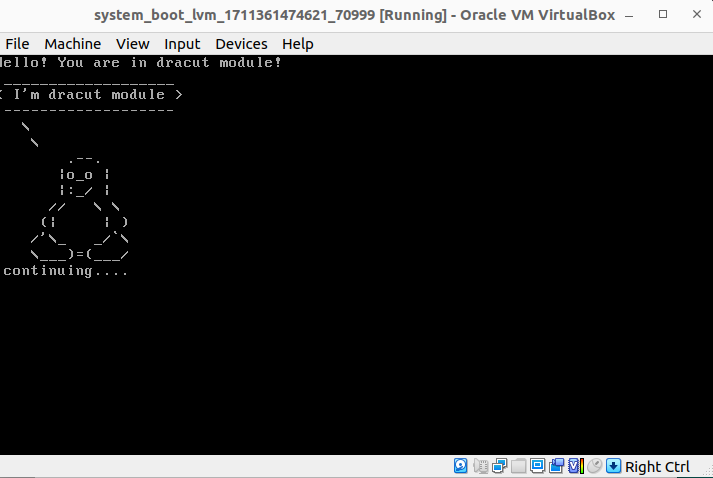 system_boot_lvm_1711361474621_70999 [Running] - Oracle VM VirtualBox
File Machine View Input Devices Help
Hello! You are in dracut module!
 ___________________
< I'm dracut module >
 -------------------
   \
    \
        .--.
       |o_o |
       |:_/ |
      //   \ \
     (|     | )
    /'\_   _/`\
    \___)=(___/
continuing....
Right Ctrl